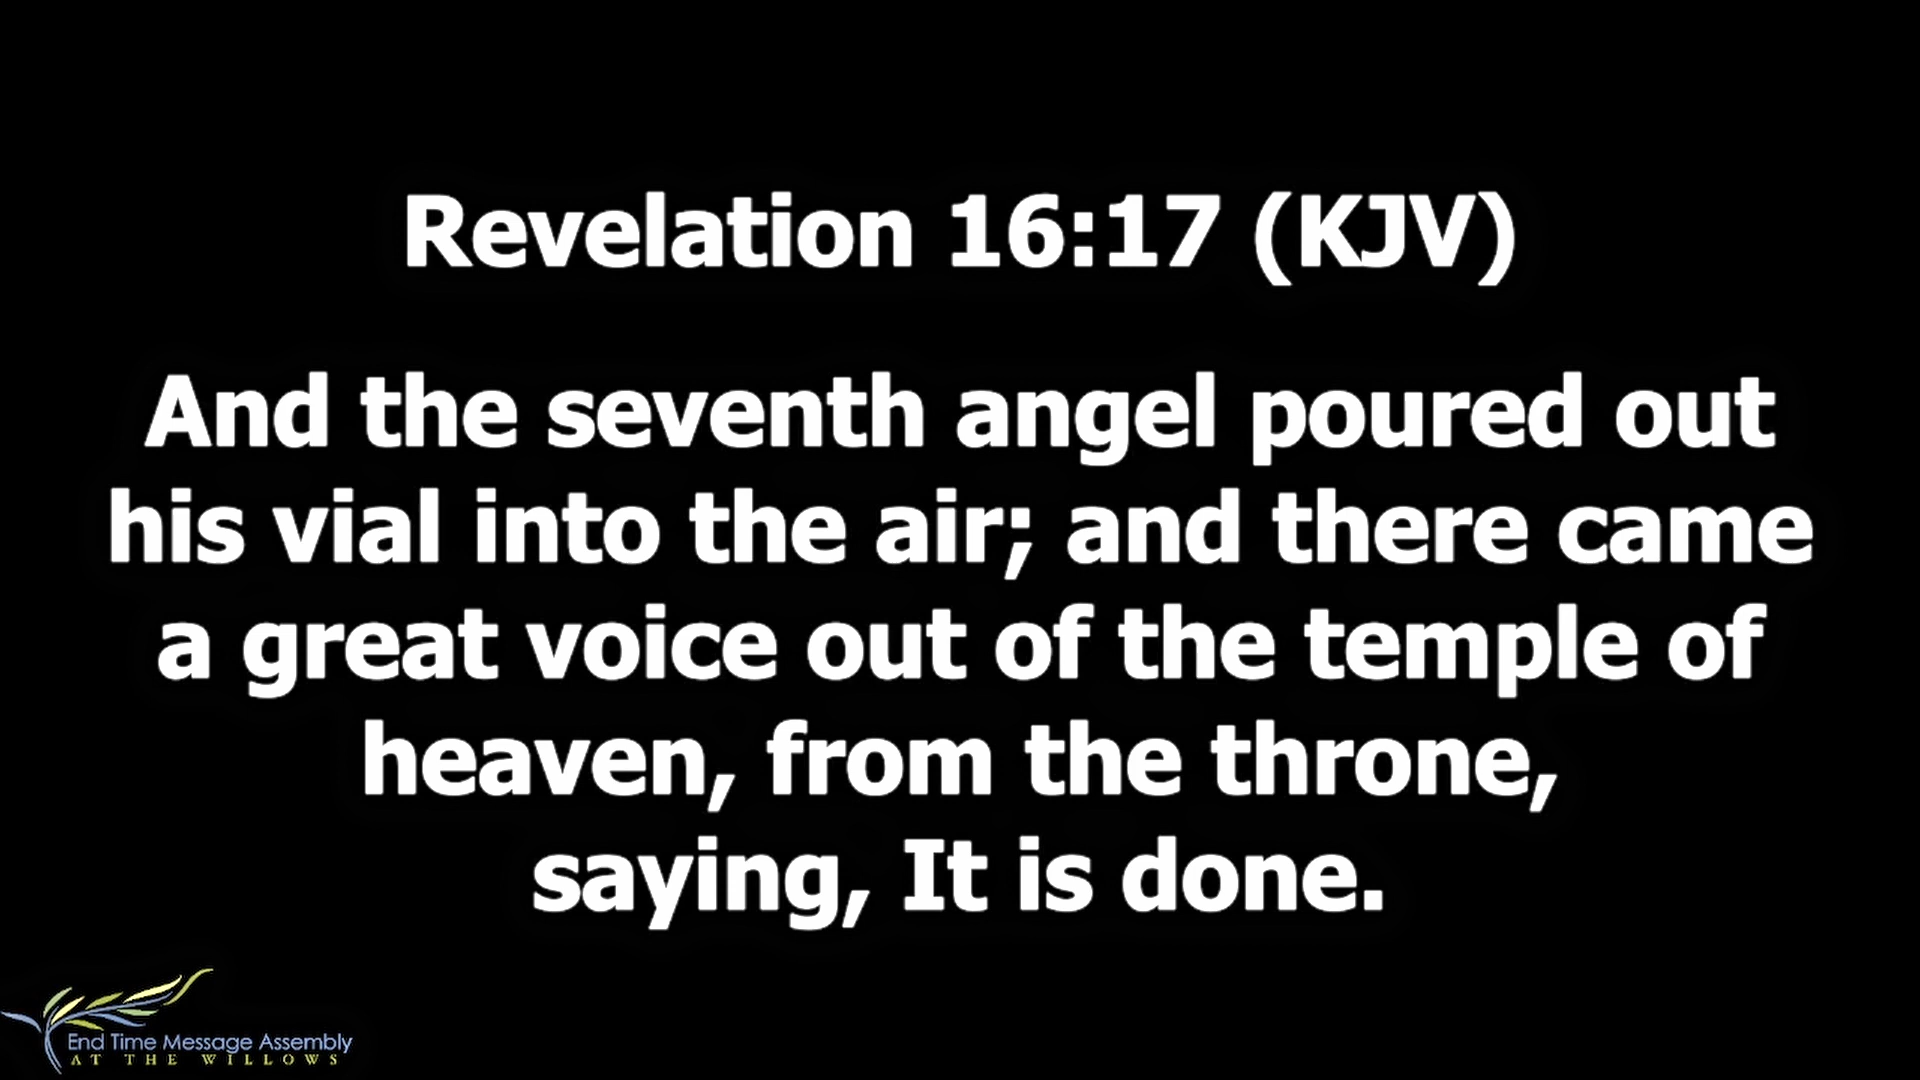 Revelation 16:17 (KJV)
And the seventh angel poured out
his vial into the air; and there came
a great voice out of the temple of
heaven, from the throne,
saying, It is done.
End Time Message Assembly
AT THE WILLOWS